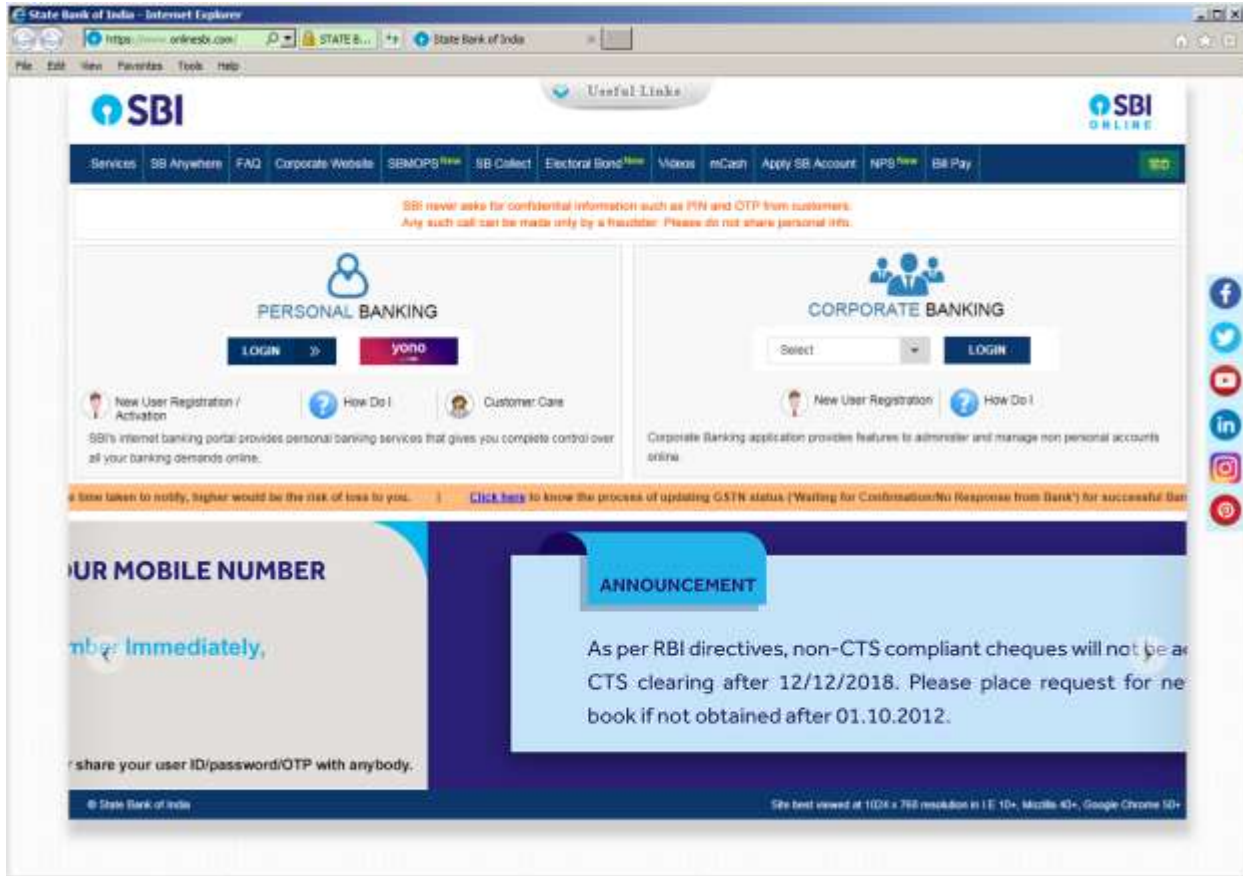 State Bank of India - Internet Explorer
https://www.onlinesbi.com/
STATE B...
State Bank of India
File Edit View Favorites Tools Help
SBI
Useful Links
SBI
ONLINE
Services SB Anywhere FAQ Corporate Website SBMOPS New SB Collect Electoral Bond New Videos mCash Apply SB Account NPS New Bill Pay
SBI never asks for confidential information such as PIN and OTP from customers.
Any such call can be made only by a fraudster. Please do not share personal info.
PERSONAL BANKING
LOGIN »
yono
New User Registration /
Activation
How Do I
Customer Care
SBI's internet banking portal provides personal banking services that gives you complete control over
all your banking demands online.
CORPORATE BANKING
Select
LOGIN
New User Registration
How Do I
Corporate Banking application provides features to administer and manage non personal accounts
online.
e time taken to notify, higher would be the risk of loss to you. | Click here to know the process of updating GSTN status ('Waiting for Confirmation/No Response from Bank') for successful Ban
UR MOBILE NUMBER
mber Immediately,
share your user ID/password/OTP with anybody.
ANNOUNCEMENT
As per RBI directives, non-CTS compliant cheques will not be ac
CTS clearing after 12/12/2018. Please place request for ne
book if not obtained after 01.10.2012.
© State Bank of India
Site best viewed at 1024 x 768 resolution in I.E 10+, Mozilla 40+, Google Chrome 50+